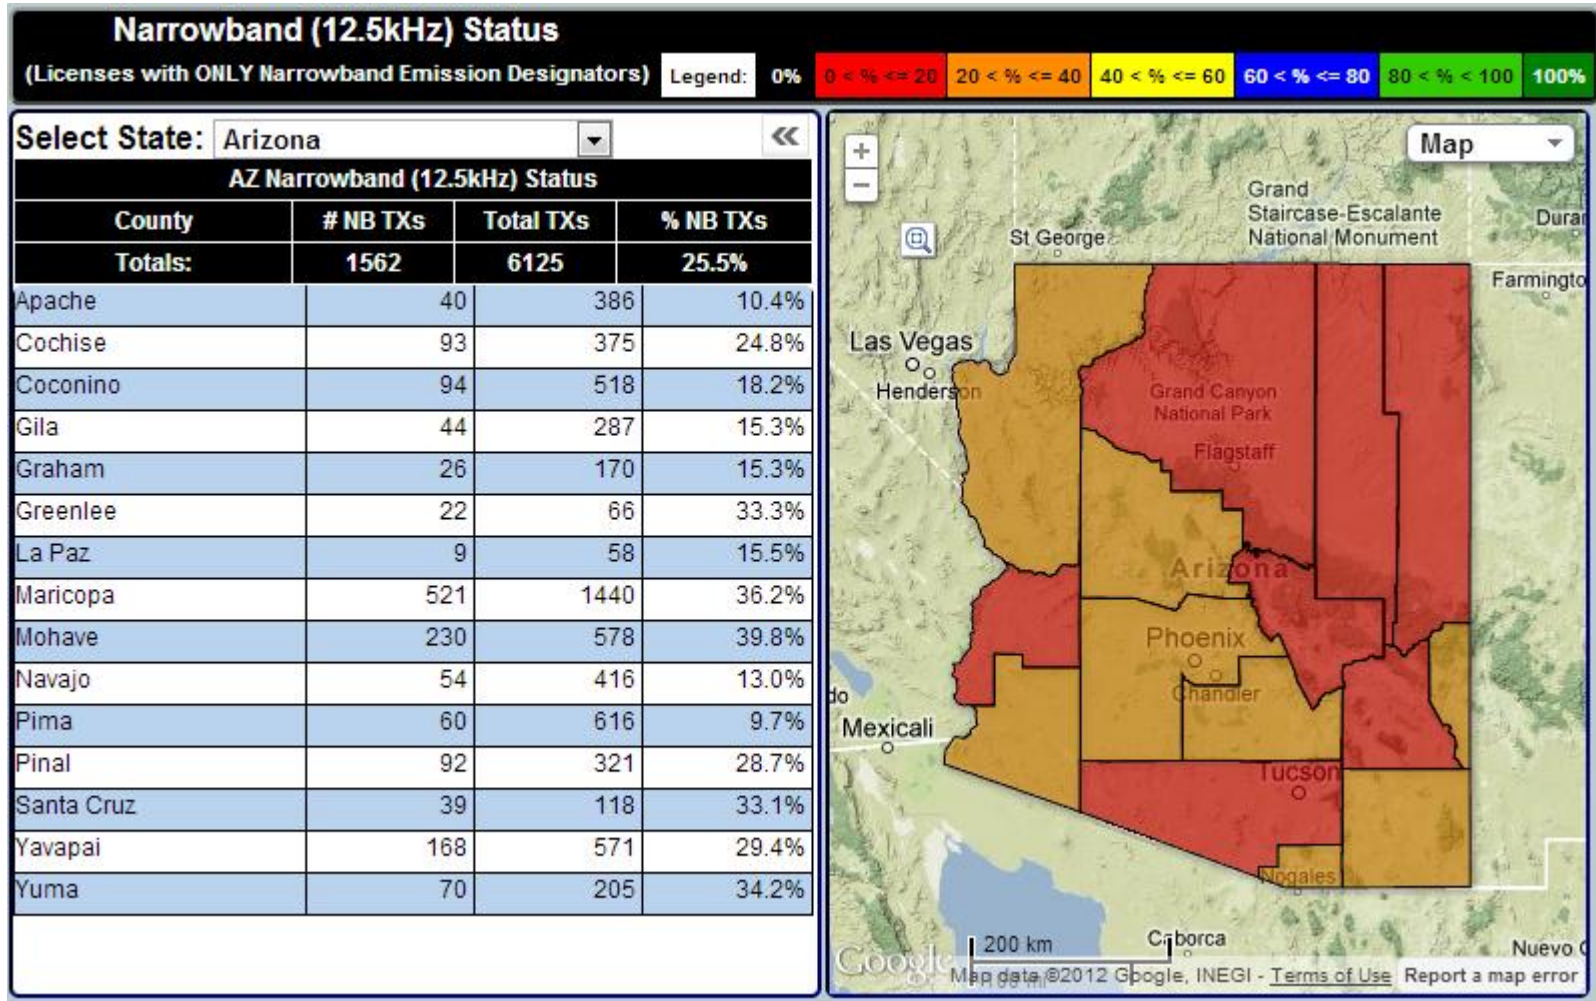 Narrowband (12.5kHz) Status
(Licenses with ONLY Narrowband Emission Designators) Legend: 0% 0 < % <= 20 20 < % <= 40 40 < % <= 60 60 < % <= 80 80 < % < 100 100%
Select State: Arizona «
AZ Narrowband (12.5kHz) Status
County # NB TXs Total TXs % NB TXs
Totals: 1562 6125 25.5%
Apache 40 386 10.4%
Cochise 93 375 24.8%
Coconino 94 518 18.2%
Gila 44 287 15.3%
Graham 26 170 15.3%
Greenlee 22 66 33.3%
La Paz 9 58 15.5%
Maricopa 521 1440 36.2%
Mohave 230 578 39.8%
Navajo 54 416 13.0%
Pima 60 616 9.7%
Pinal 92 321 28.7%
Santa Cruz 39 118 33.1%
Yavapai 168 571 29.4%
Yuma 70 205 34.2%
+
−
Map
Grand
Staircase-Escalante
National Monument
Duran
St George
Farmingto
Las Vegas
Henderson
Grand Canyon
National Park
Flagstaff
Arizona
Phoenix
Chandler
do
Mexicali
Tucson
Nogales
Caborca
200 km
Nuevo
Google
Map data ©2012 Google, INEGI - Terms of Use Report a map error